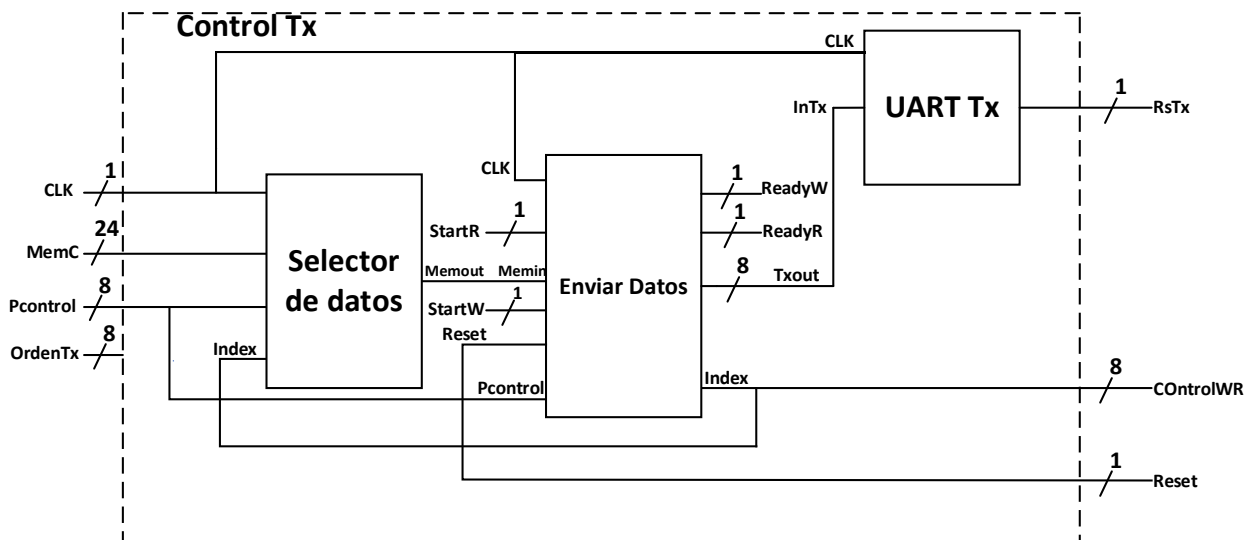 Control Tx
CLK
UART Tx
InTx
1
RsTx
CLK
1
CLK
1
ReadyW
StartR
1
1
ReadyR
MemC
24
Selector
de datos
Memout
Memin
Enviar Datos
8
Txout
Pcontrol
8
StartW
1
Reset
OrdenTx
8
Index
Pcontrol
Index
8
COntrolWR
1
Reset